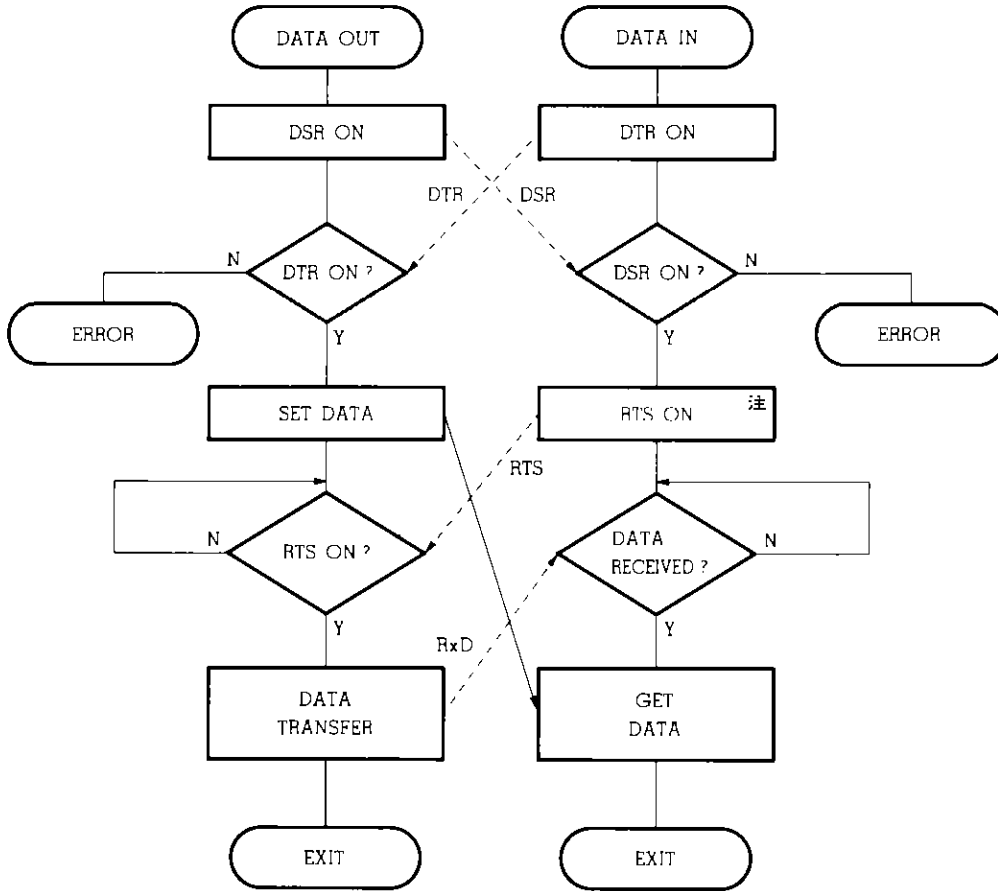 DATA OUT
DATA IN
DSR ON
DTR ON
DTR
DSR
N
DTR ON ?
DSR ON ?
N
ERROR
Y
Y
ERROR
SET DATA
RTS ON
注
RTS
N
RTS ON ?
DATA
RECEIVED ?
N
Y
Y
RxD
DATA
TRANSFER
GET
DATA
EXIT
EXIT